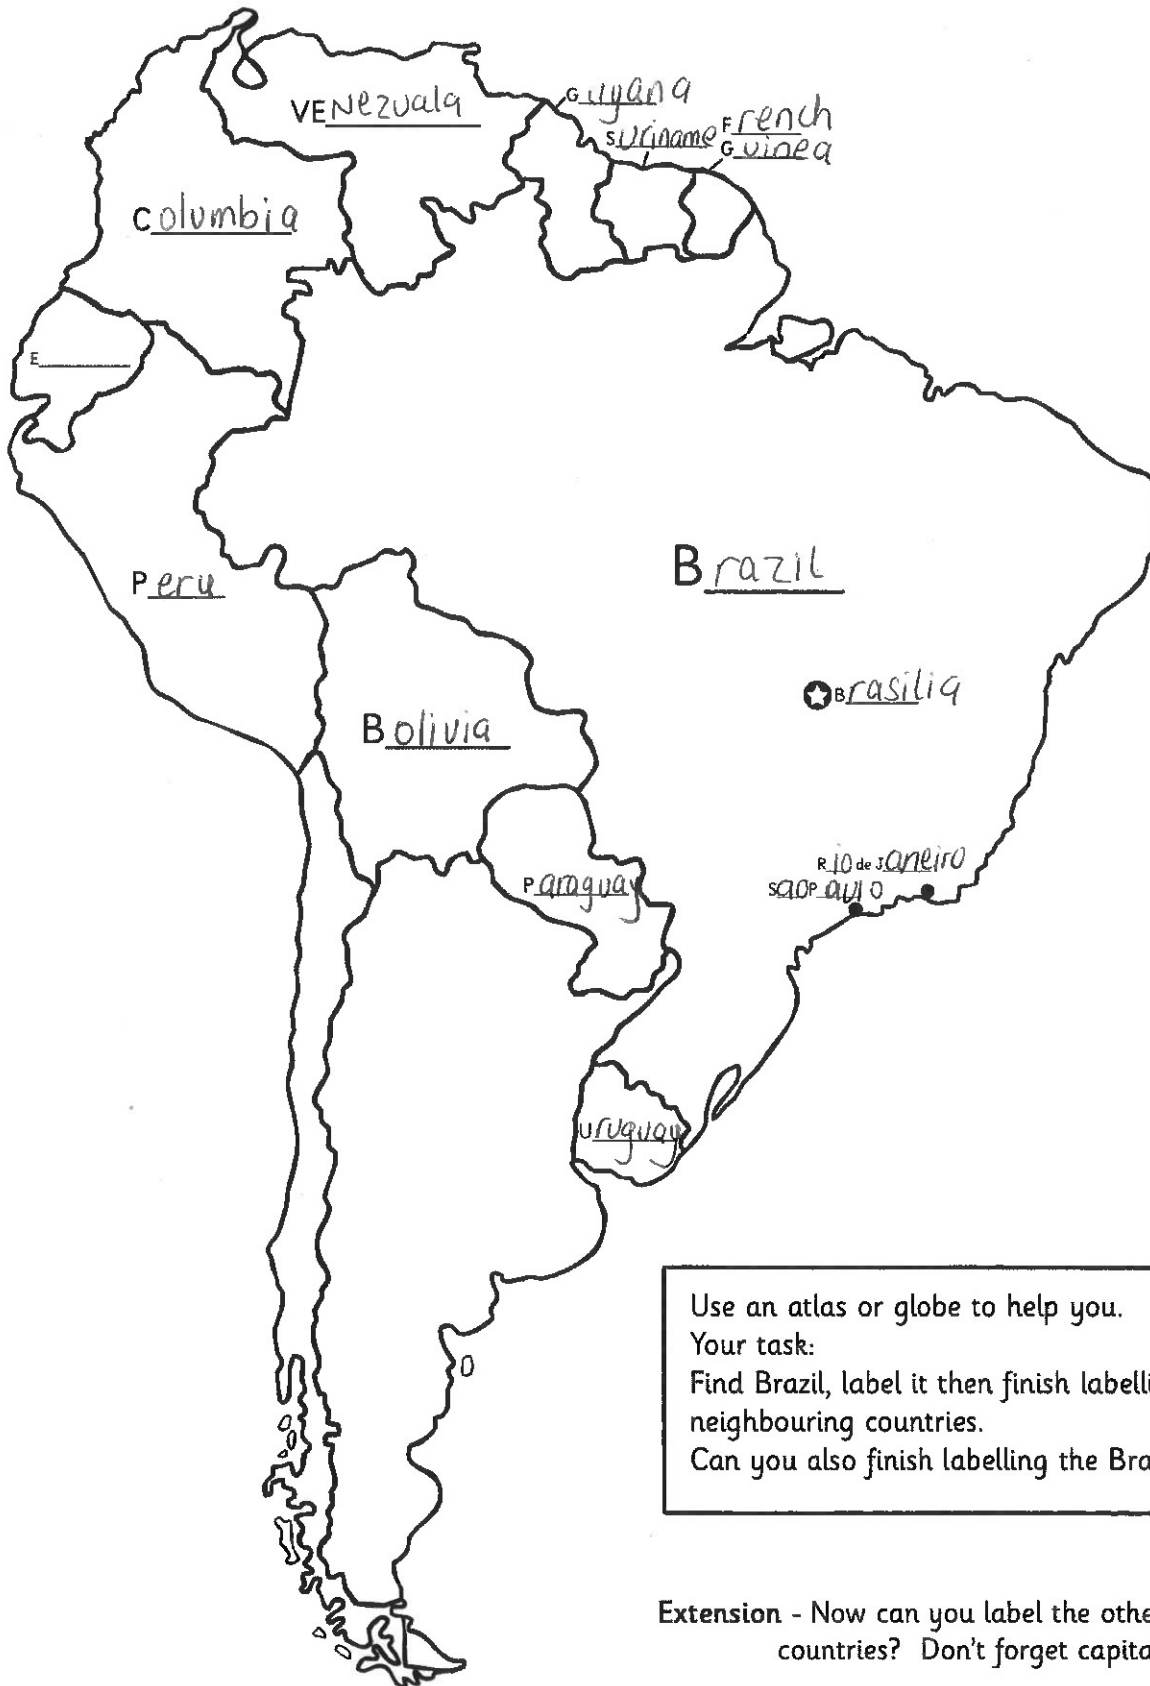 VENezuala
Guyana
Suriname
French
Guinea
Columbia
E
Peru
Brazil
Brasilia
Bolivia
Rio de Janeiro
Sao Paulo
Paraguay
Uruguay
Use an atlas or globe to help you.
Your task:
Find Brazil, label it then finish labelli
neighbouring countries.
Can you also finish labelling the Bra
Extension - Now can you label the othe
countries? Don't forget capita